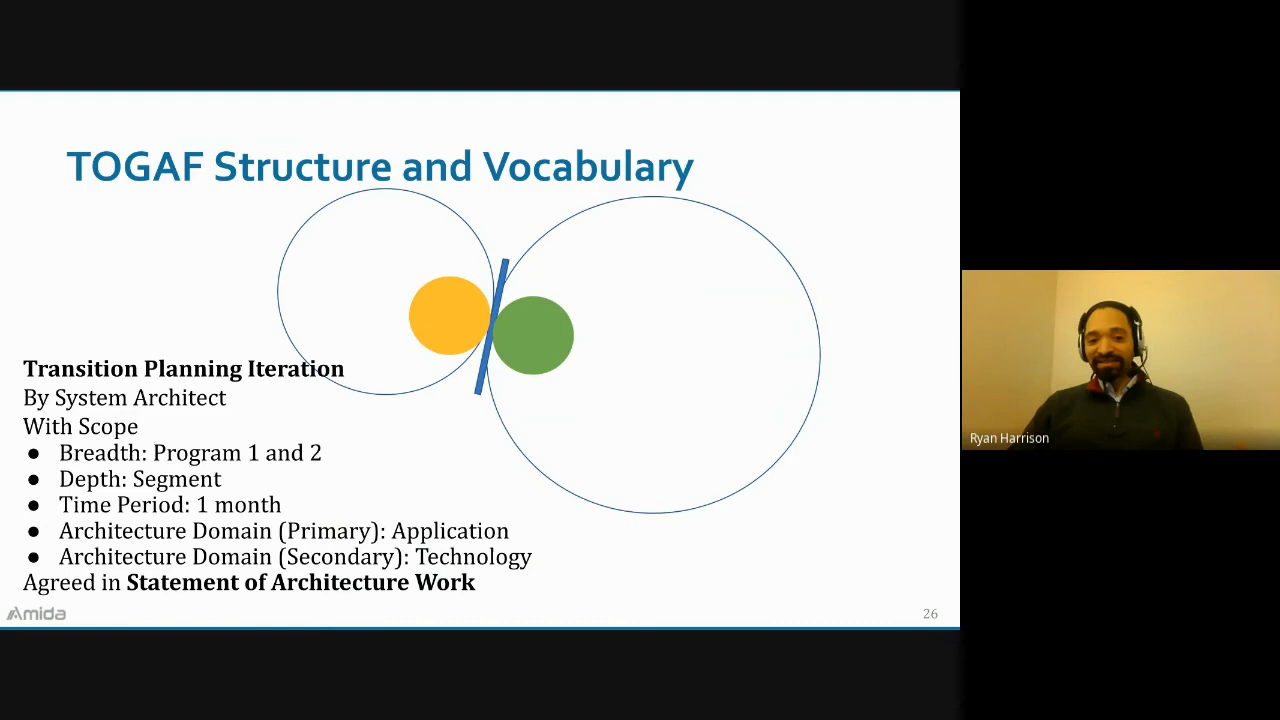 TOGAF Structure and Vocabulary
Transition Planning Iteration
By System Architect
With Scope
● Breadth: Program 1 and 2
● Depth: Segment
● Time Period: 1 month
● Architecture Domain (Primary): Application
● Architecture Domain (Secondary): Technology
Agreed in Statement of Architecture Work
Amida
26
Ryan Harrison